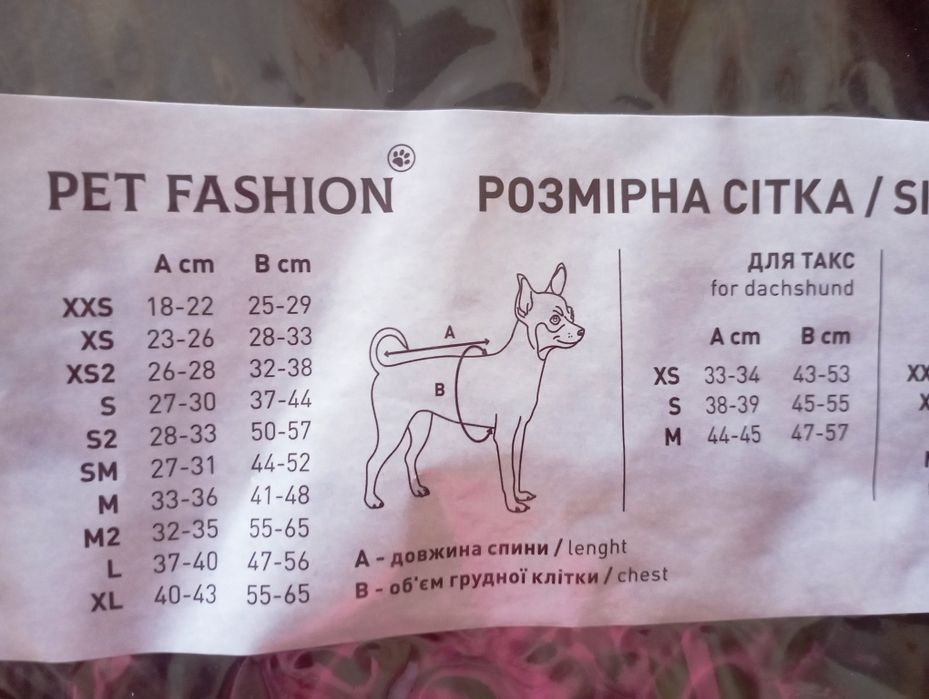 PET FASHION
РОЗМІРНА СІТКА / SI
A cm B cm
XXS 18-22 25-29
XS 23-26 28-33
XS2 26-28 32-38
S 27-30 37-44
S2 28-33 50-57
SM 27-31 44-52
M 33-36 41-48
M2 32-35 55-65
L 37-40 47-56
XL 40-43 55-65
A
B
A - довжина спини / lenght
B - об'єм грудної клітки / chest
ДЛЯ ТАКС
for dachshund
A cm B cm
XS 33-34 43-53
S 38-39 45-55
M 44-45 47-57
XX